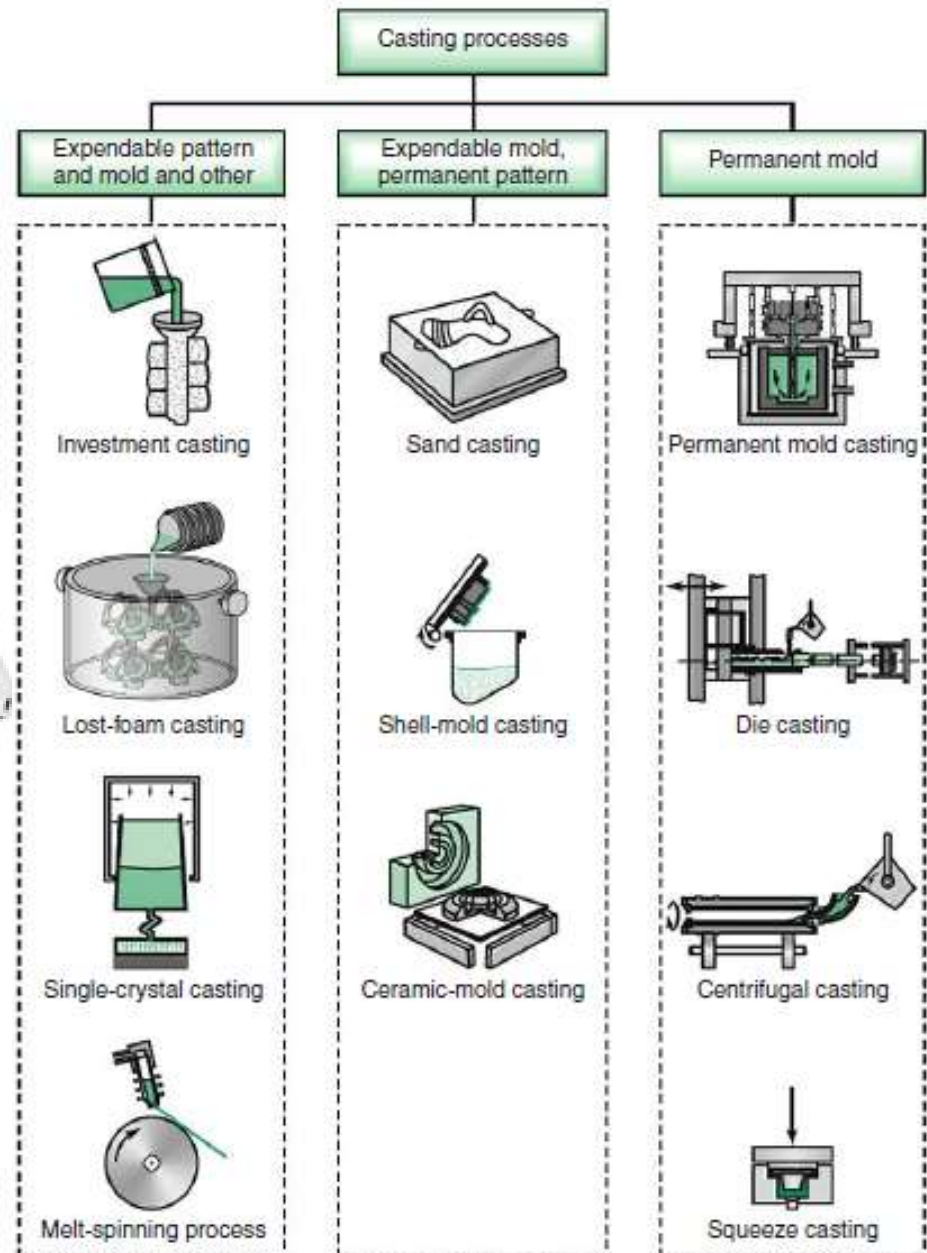 Casting processes
Expendable pattern
and mold and other
Investment casting
Lost-foam casting
Single-crystal casting
Melt-spinning process
Expendable mold,
permanent pattern
Sand casting
Shell-mold casting
Ceramic-mold casting
Permanent mold
Permanent mold casting
Die casting
Centrifugal casting
Squeeze casting